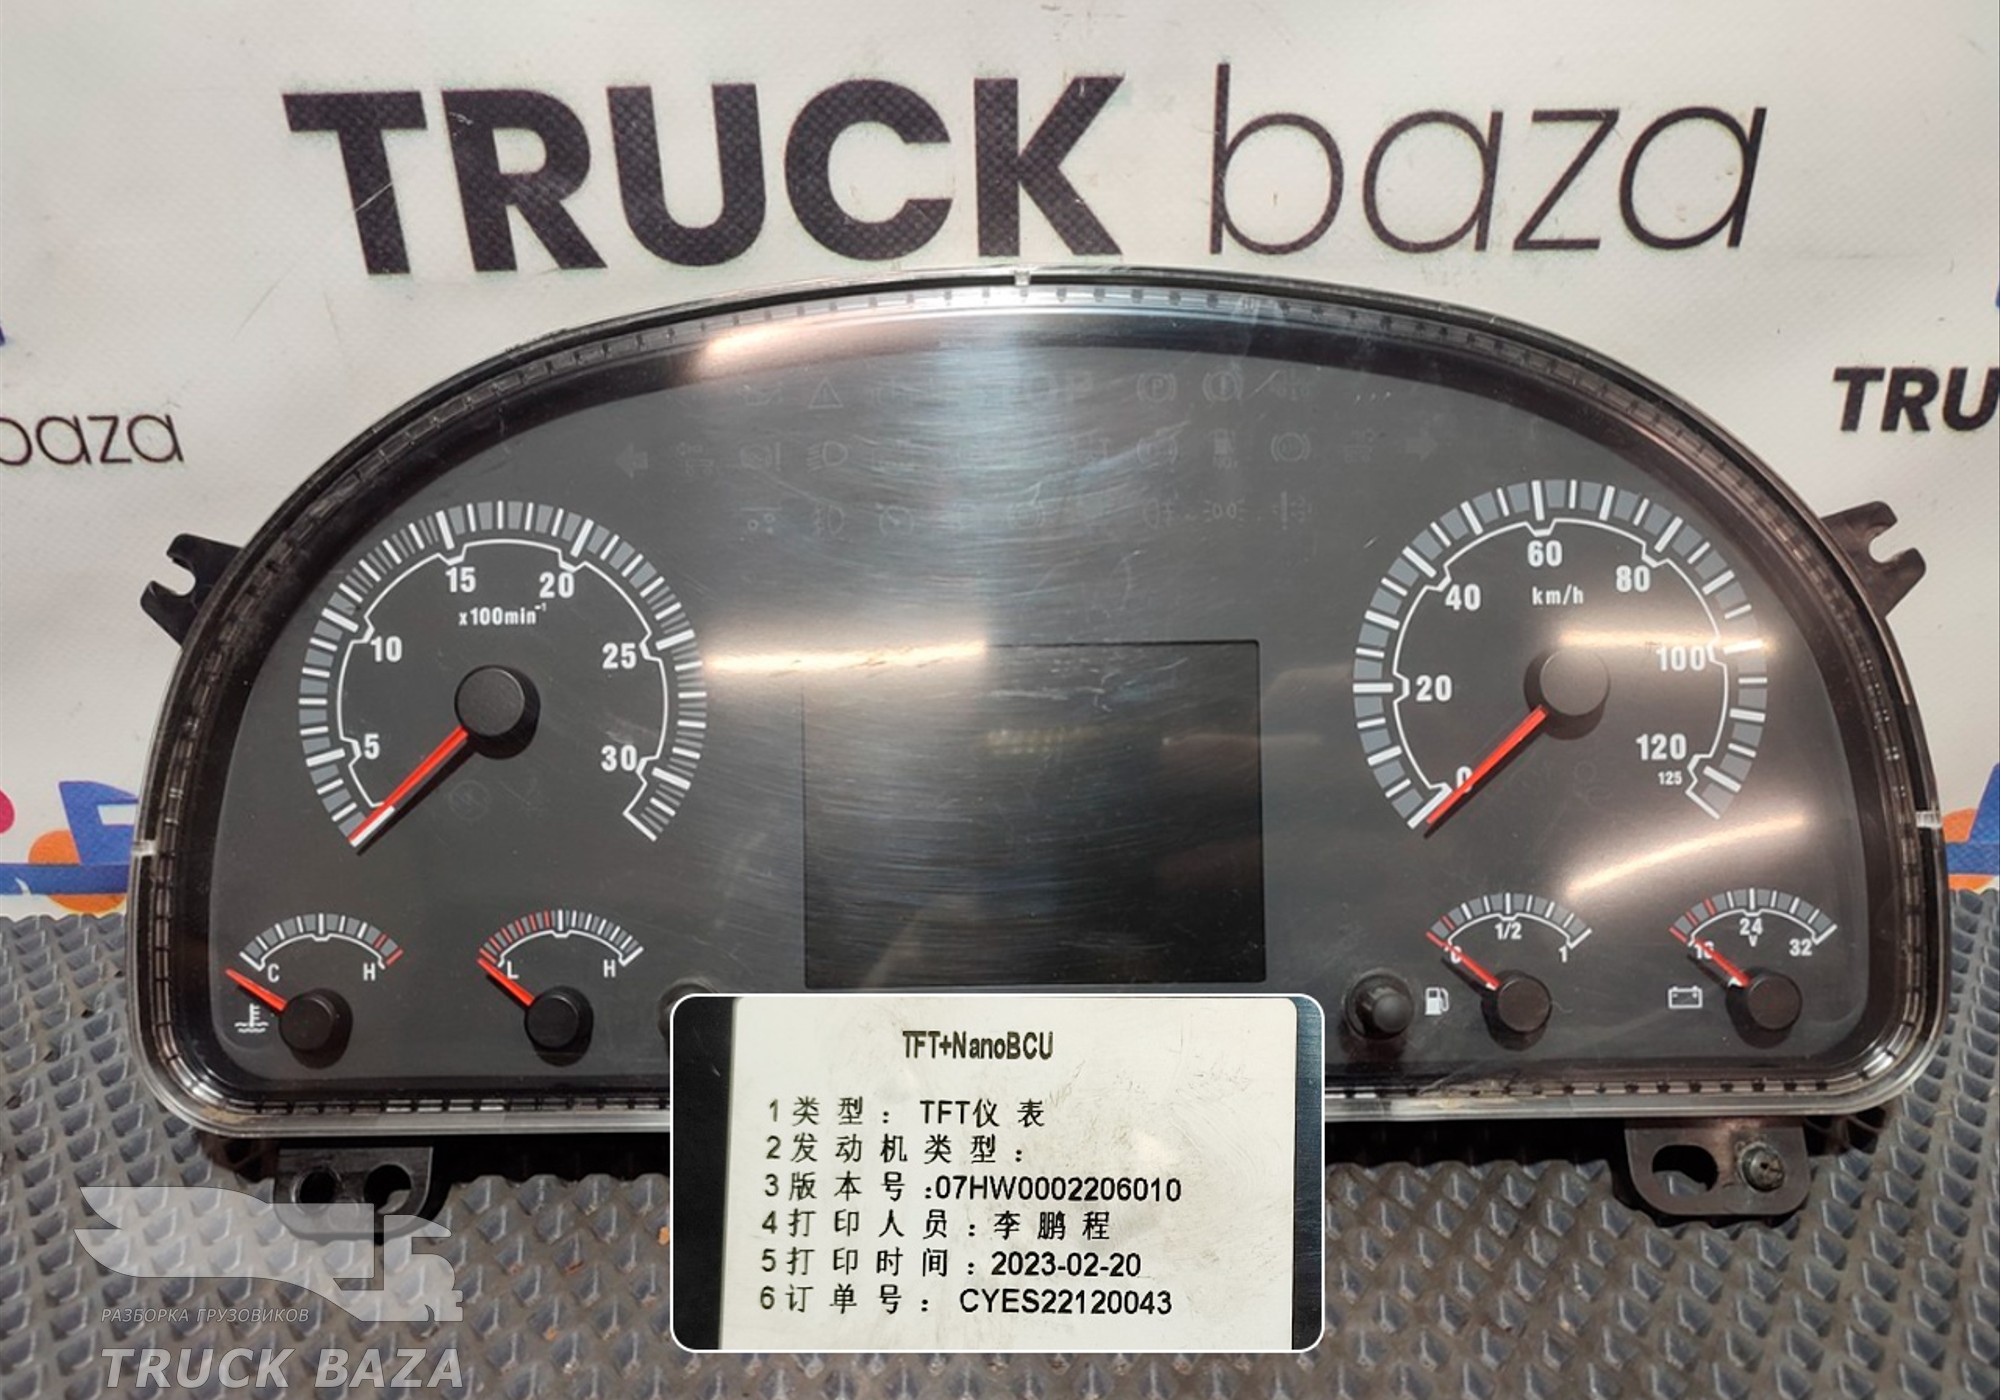 TRUCK baza
baza
TRU
15 20
x100min⁻¹
10 25
5 30
60
40 km/h 80
20 100
0 120
125
C H
L H
0 1/2 1
16 24 32
V
TFT+NanoBCU
1 类型: TFT仪表
2 发动机类型:
3 版本号:07HW0002206010
4 打印人员:李鹏程
5 打印时间:2023-02-20
6 订单号: CYES22120043
РАЗБОРКА ГРУЗОВИКОВ
TRUCK BAZA